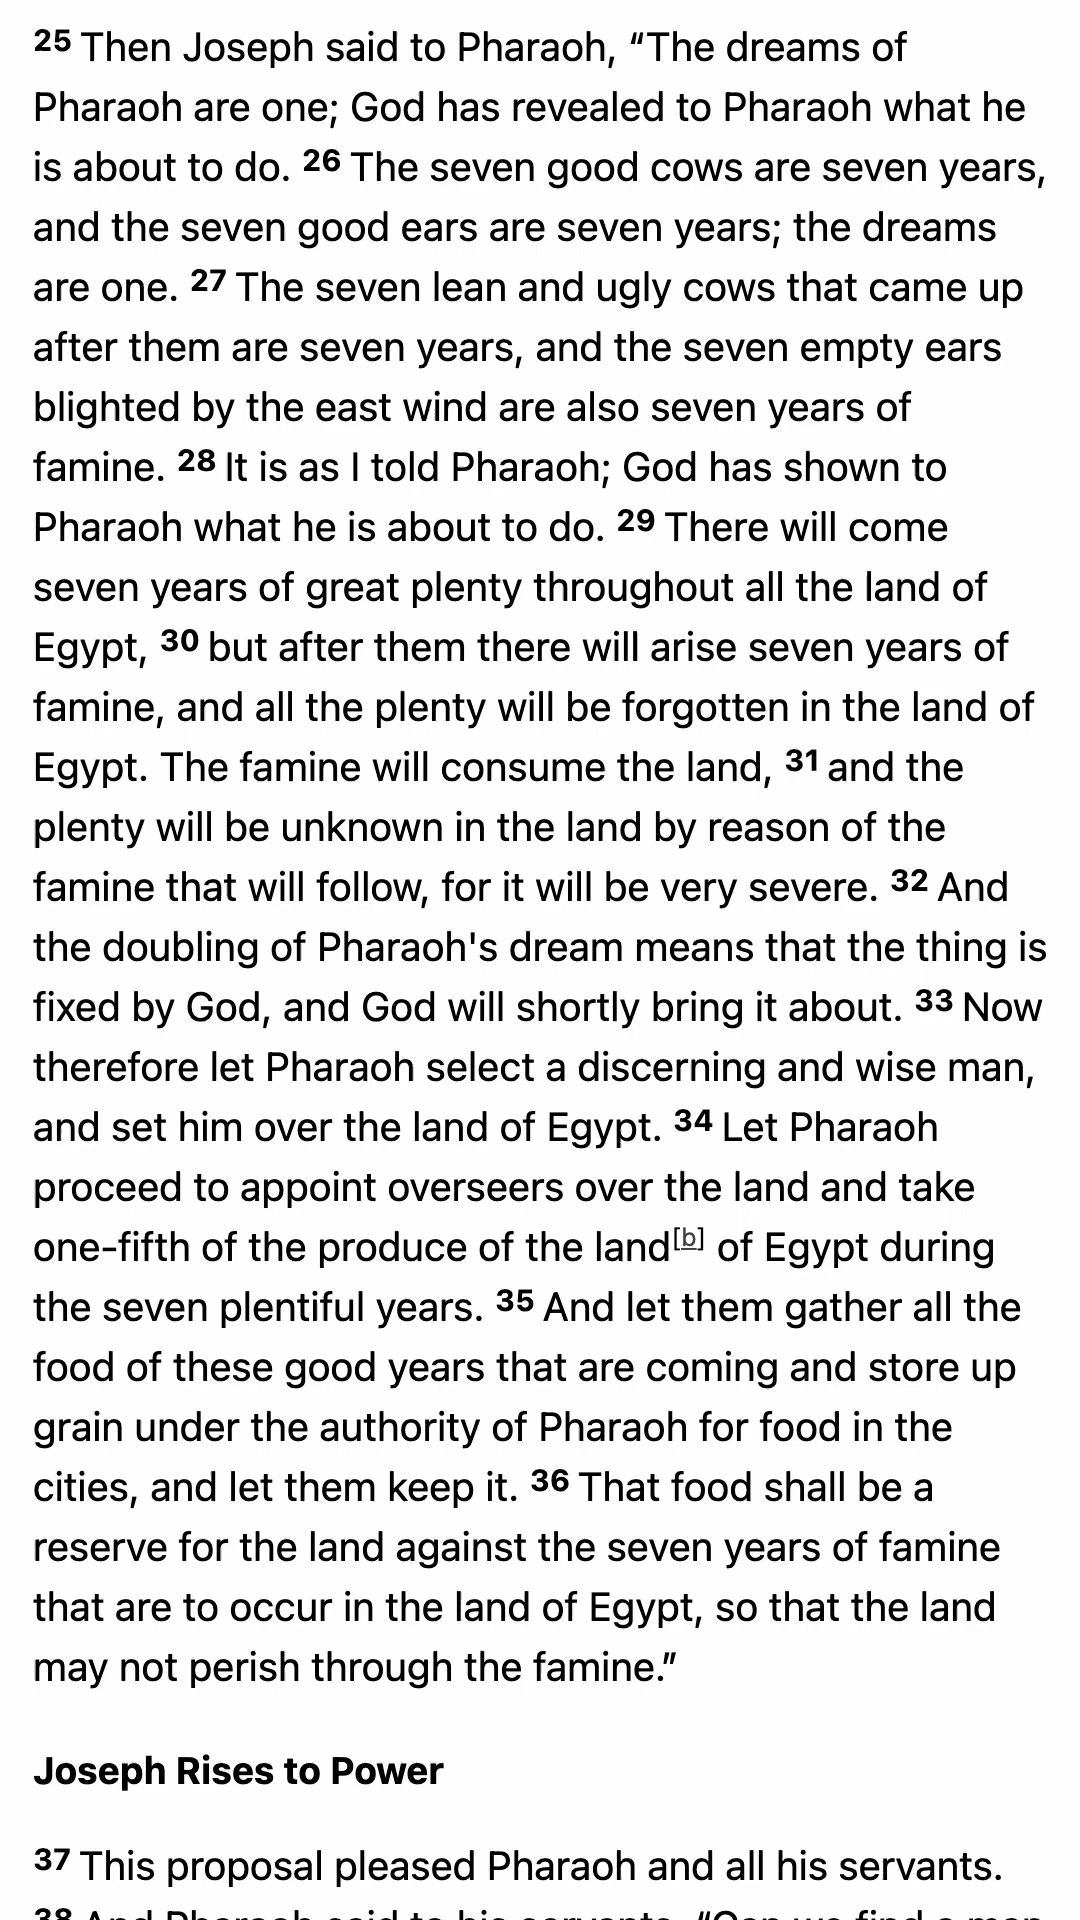 25 Then Joseph said to Pharaoh, “The dreams of
Pharaoh are one; God has revealed to Pharaoh what he
is about to do. 26 The seven good cows are seven years,
and the seven good ears are seven years; the dreams
are one. 27 The seven lean and ugly cows that came up
after them are seven years, and the seven empty ears
blighted by the east wind are also seven years of
famine. 28 It is as I told Pharaoh; God has shown to
Pharaoh what he is about to do. 29 There will come
seven years of great plenty throughout all the land of
Egypt, 30 but after them there will arise seven years of
famine, and all the plenty will be forgotten in the land of
Egypt. The famine will consume the land, 31 and the
plenty will be unknown in the land by reason of the
famine that will follow, for it will be very severe. 32 And
the doubling of Pharaoh's dream means that the thing is
fixed by God, and God will shortly bring it about. 33 Now
therefore let Pharaoh select a discerning and wise man,
and set him over the land of Egypt. 34 Let Pharaoh
proceed to appoint overseers over the land and take
one-fifth of the produce of the land[b] of Egypt during
the seven plentiful years. 35 And let them gather all the
food of these good years that are coming and store up
grain under the authority of Pharaoh for food in the
cities, and let them keep it. 36 That food shall be a
reserve for the land against the seven years of famine
that are to occur in the land of Egypt, so that the land
may not perish through the famine.”
Joseph Rises to Power
37 This proposal pleased Pharaoh and all his servants.
38 And Pharaoh said to his servants, “Can we find a man